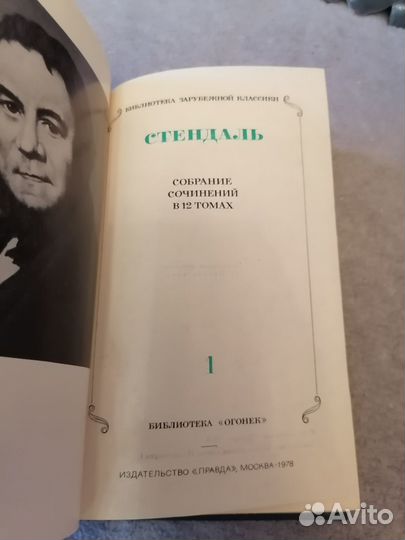 БИБЛИОТЕКА ЗАРУБЕЖНОЙ КЛАССИКИ
СТЕНДАЛЬ
СОБРАНИЕ
СОЧИНЕНИЙ
В 12 ТОМАХ
1
БИБЛИОТЕКА «ОГОНЕК»
ИЗДАТЕЛЬСТВО «ПРАВДА», МОСКВА-1978
Avito